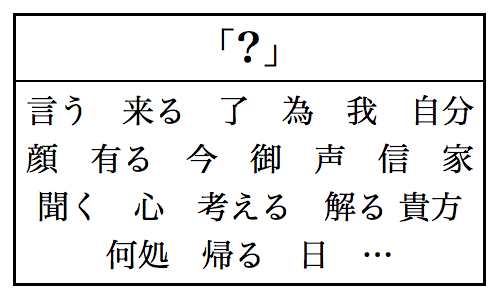 「?」
言う 来る 了 為 我 自分
顔 有る 今 御 声 信 家
聞く 心 考える 解る 貴方
何処 帰る 日 …